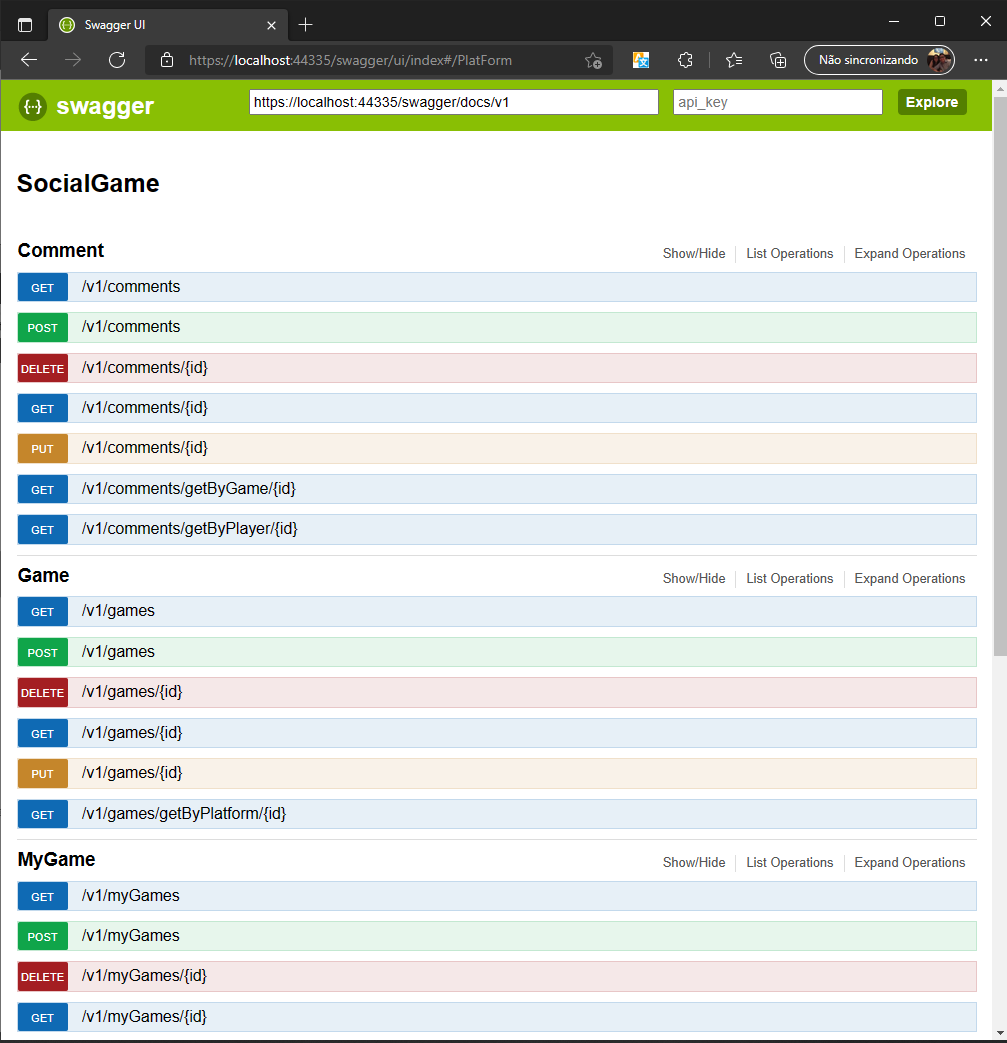 Swagger UI
https://localhost:44335/swagger/ui/index#/PlatForm
Não sincronizando
{··} swagger
https://localhost:44335/swagger/docs/v1
api_key
Explore
SocialGame
Comment
Show/Hide List Operations Expand Operations
GET /v1/comments
POST /v1/comments
DELETE /v1/comments/{id}
GET /v1/comments/{id}
PUT /v1/comments/{id}
GET /v1/comments/getByGame/{id}
GET /v1/comments/getByPlayer/{id}
Game
Show/Hide List Operations Expand Operations
GET /v1/games
POST /v1/games
DELETE /v1/games/{id}
GET /v1/games/{id}
PUT /v1/games/{id}
GET /v1/games/getByPlatform/{id}
MyGame
Show/Hide List Operations Expand Operations
GET /v1/myGames
POST /v1/myGames
DELETE /v1/myGames/{id}
GET /v1/myGames/{id}